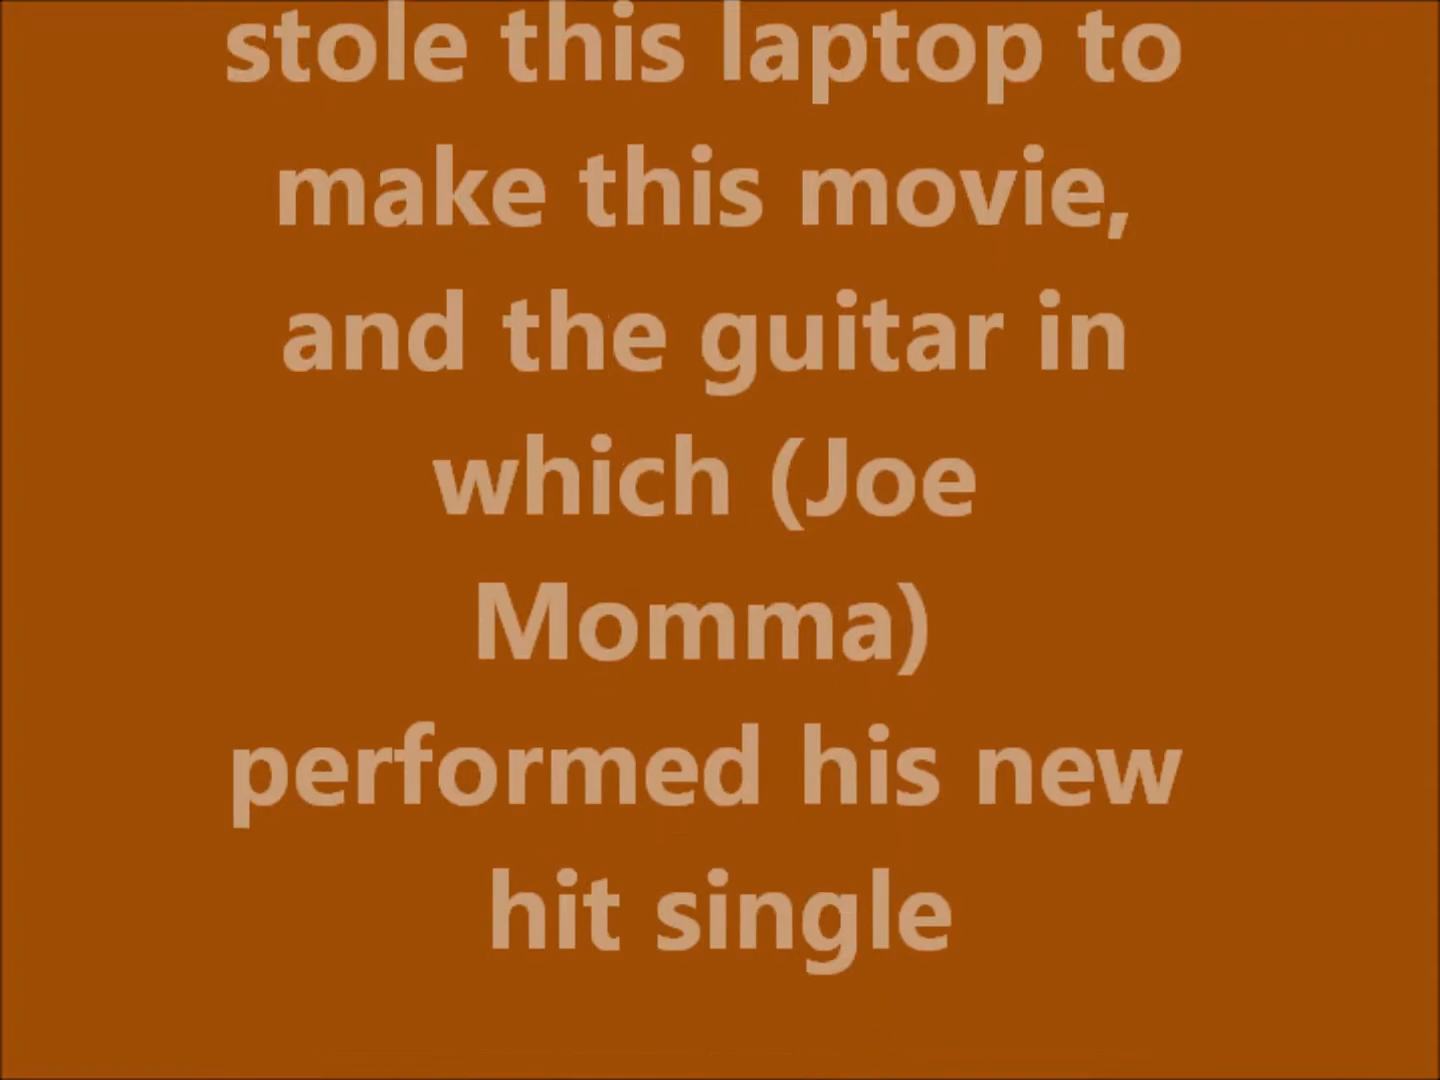 stole this laptop to
make this movie,
and the guitar in
which (Joe
Momma)
performed his new
hit single